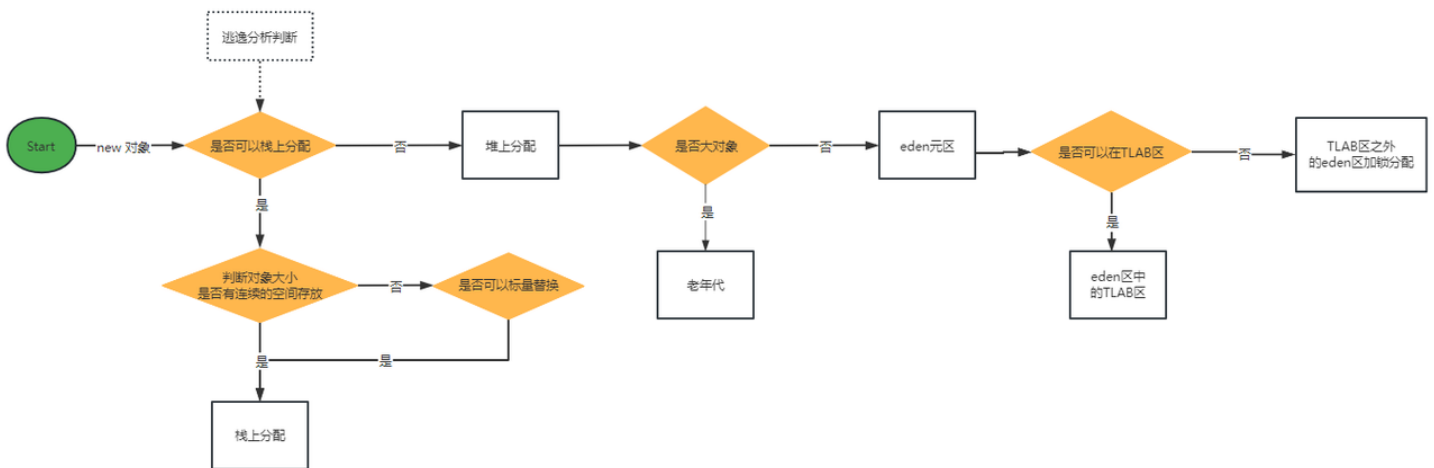 逃逸分析判断
Start
new 对象
是否可以栈上分配
否
堆上分配
是否大对象
否
eden元区
是否可以在TLAB区
否
TLAB区之外
的eden区加锁分配
是
是
是
判断对象大小
是否有连续的空间存放
否
是否可以标量替换
老年代
eden区中
的TLAB区
是
是
栈上分配